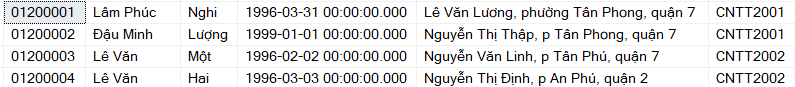 01200001 Lâm Phúc Nghi 1996-03-31 00:00:00.000 Lê Văn Lương, phường Tân Phong, quận 7 CNTT2001
01200002 Đậu Minh Lượng 1999-01-01 00:00:00.000 Nguyễn Thị Thập, p Tân Phong, quận 7 CNTT2001
01200003 Lê Văn Một 1996-02-02 00:00:00.000 Nguyễn Văn Linh, p Tân Phú, quận 7 CNTT2002
01200004 Lê Văn Hai 1996-03-03 00:00:00.000 Nguyễn Thị Định, p An Phú, quận 2 CNTT2002